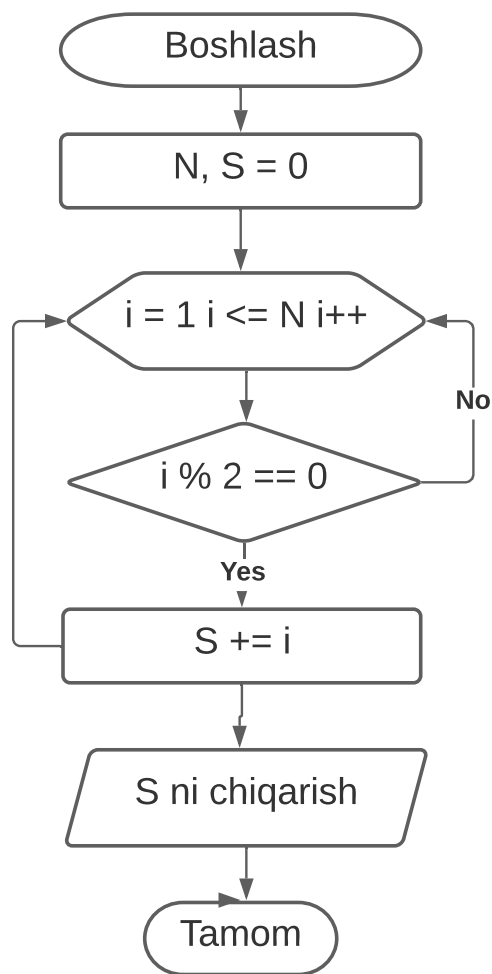 Boshlash
N, S = 0
i = 1 i <= N i++
No
i % 2 == 0
Yes
S += i
S ni chiqarish
Tamom